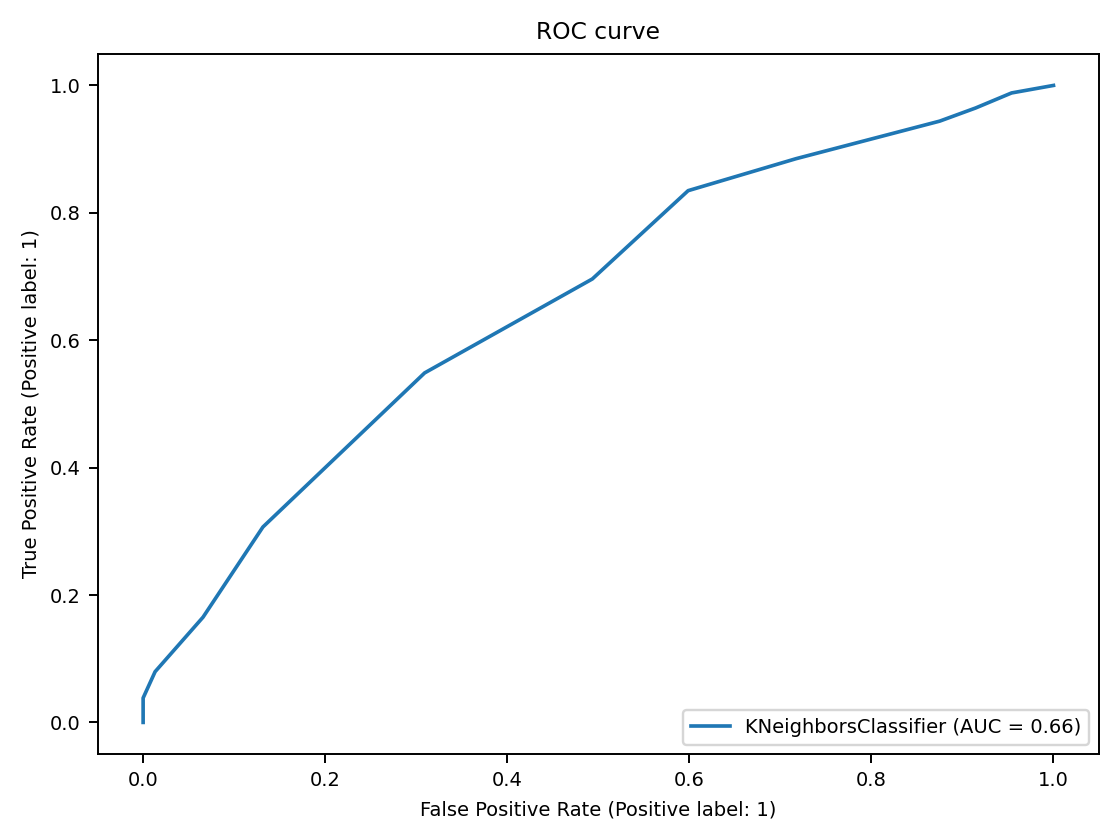 ROC curve
True Positive Rate (Positive label: 1)
1.0
0.8
0.6
0.4
0.2
0.0
KNeighborsClassifier (AUC = 0.66)
0.0 0.2 0.4 0.6 0.8 1.0
False Positive Rate (Positive label: 1)